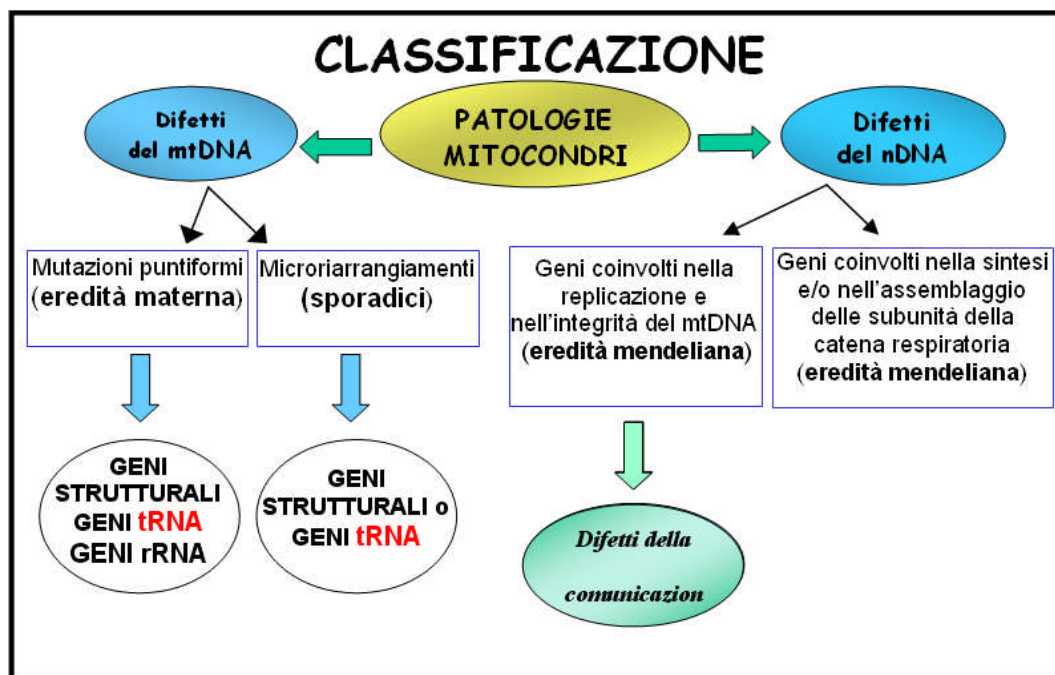 CLASSIFICAZIONE
PATOLOGIE
MITOCONDRI
Difetti
del mtDNA
Difetti
del nDNA
Mutazioni puntiformi
(eredità materna)
Microriarrangiamenti
(sporadici)
Geni coinvolti nella
replicazione e
nell'integrità del mtDNA
(eredità mendeliana)
Geni coinvolti nella sintesi
e/o nell'assemblaggio
delle subunità della
catena respiratoria
(eredità mendeliana)
GENI
STRUTTURALI
GENI tRNA
GENI rRNA
GENI
STRUTTURALI o
GENI tRNA
Difetti della
comunicazion